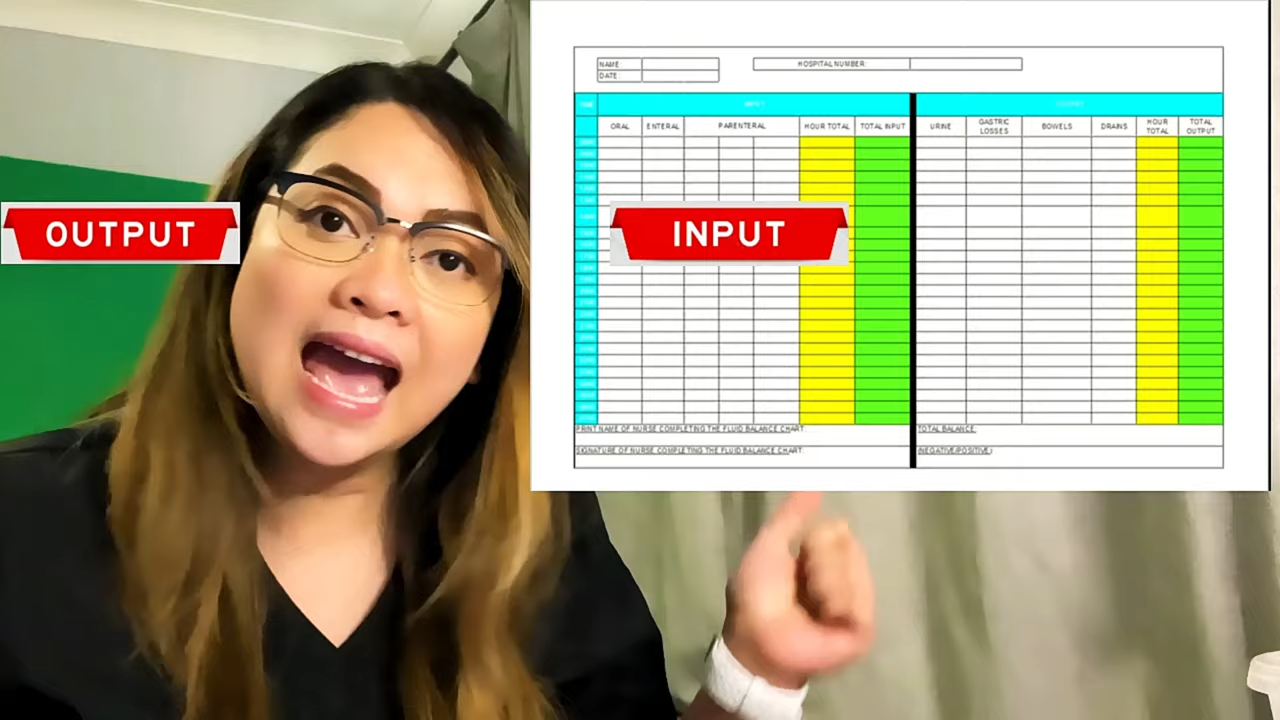 NAME:
DATE:
HOSPITAL NUMBER:
INPUT
ORAL ENTERAL PARENTERAL HOUR TOTAL TOTAL INPUT URINE GASTRIC LOSSES BOWELS DRAINS HOUR TOTAL TOTAL OUTPUT
OUTPUT
INPUT
PRINT NAME OF NURSE COMPLETING THE FLUID BALANCE CHART
TOTAL BALANCE:
SIGNATURE OF NURSE COMPLETING THE FLUID BALANCE CHART
(NEGATIVE/POSITIVE)